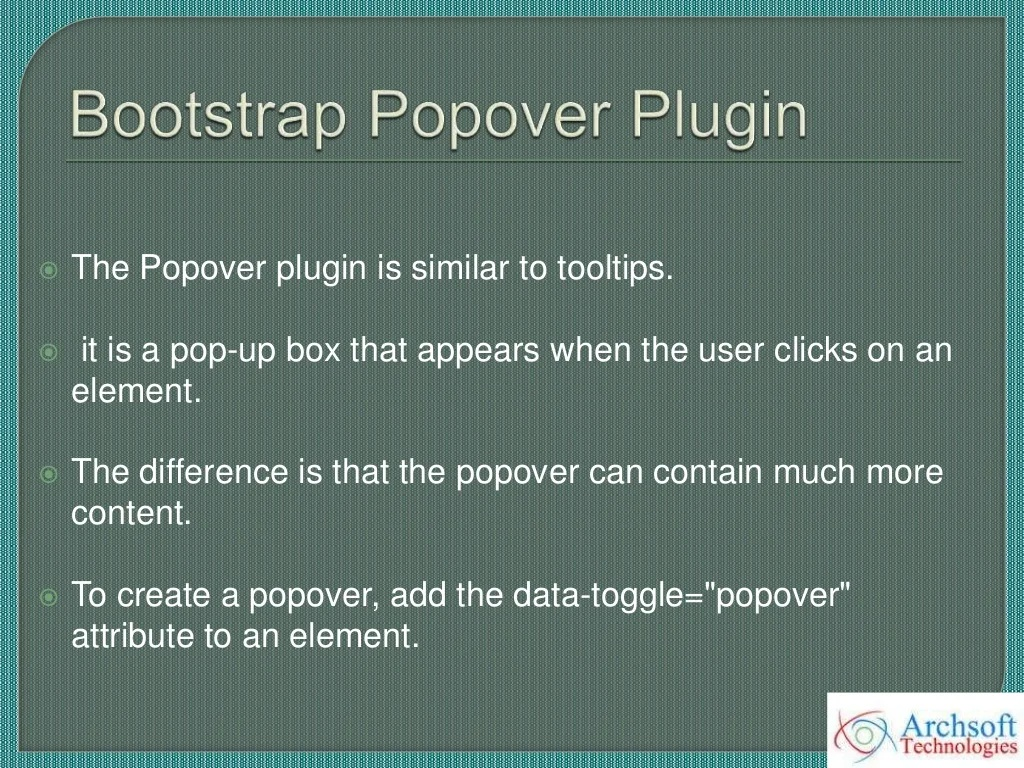 Bootstrap Popover Plugin
The Popover plugin is similar to tooltips.
it is a pop-up box that appears when the user clicks on an
element.
The difference is that the popover can contain much more
content.
To create a popover, add the data-toggle="popover"
attribute to an element.
Archsoft
Technologies